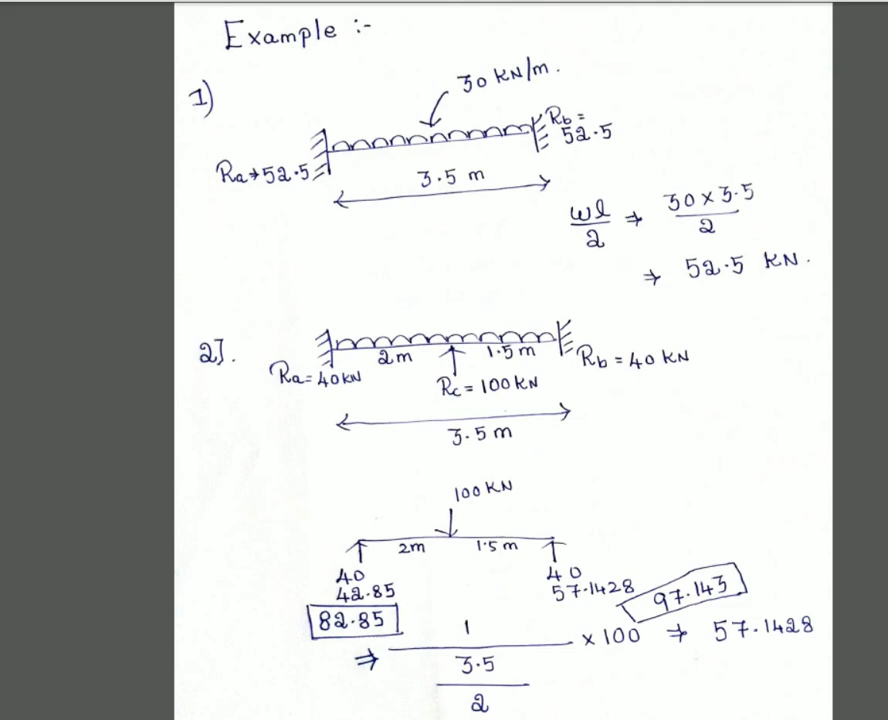 Example :-
1)
30 KN/m.
Ra→52.5
Rb = 52.5
3.5 m
wl/2 ⇒ 30 x 3.5/2
⇒ 52.5 KN.
2].
2m 1.5 m
Ra = 40 KN
Rc = 100 KN
Rb = 40 KN
3.5 m
100 KN
2m 1.5 m
40 40
42.85 57.1428
82.85 97.143
⇒ 1 x 100 ⇒ 57.1428
3.5
2